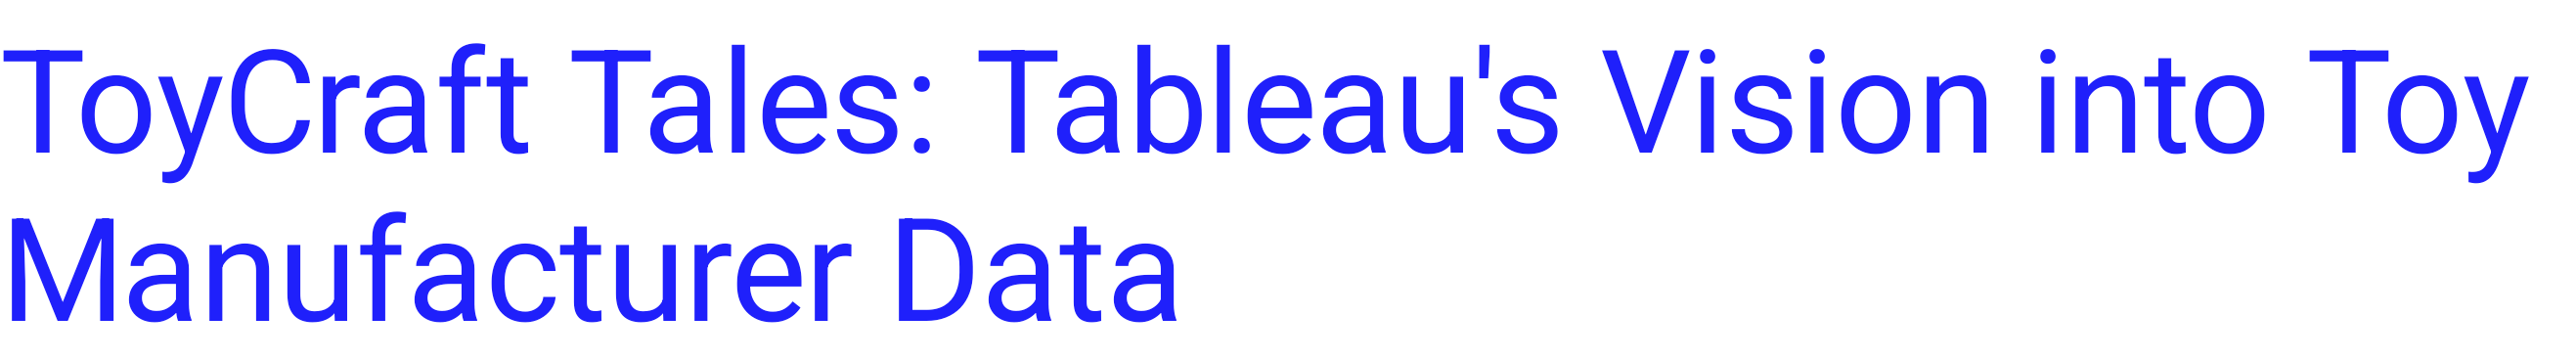 ToyCraft Tales: Tableau's Vision into Toy
Manufacturer Data